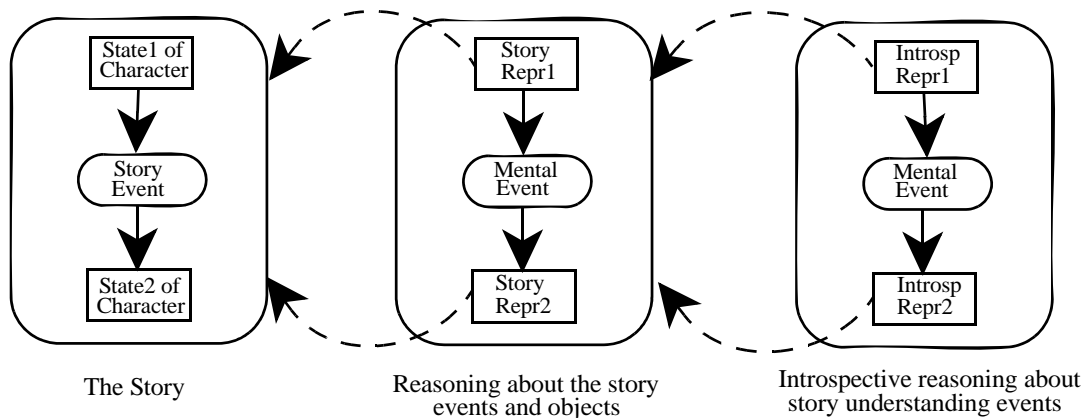 State1 of
Character
Story
Event
State2 of
Character
The Story
Story
Repr1
Mental
Event
Story
Repr2
Reasoning about the story
events and objects
Introsp
Repr1
Mental
Event
Introsp
Repr2
Introspective reasoning about
story understanding events